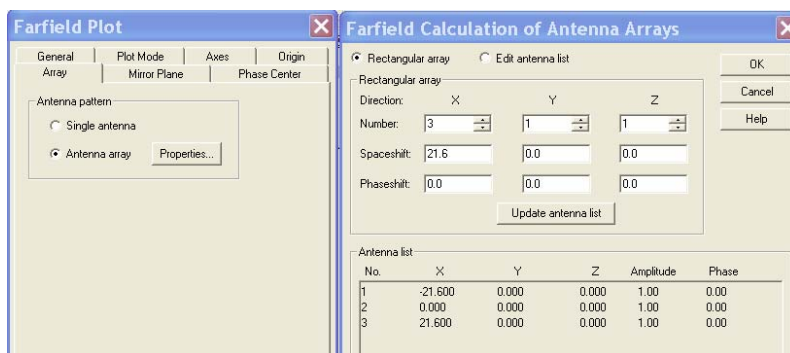 Farfield Plot
General Plot Mode Axes Origin
Array Mirror Plane Phase Center
Antenna pattern
Single antenna
Antenna array Properties...
Farfield Calculation of Antenna Arrays
Rectangular array Edit antenna list
OK
Cancel
Help
Rectangular array
Direction: X Y Z
Number: 3 1 1
Spaceshift: 21.6 0.0 0.0
Phaseshift: 0.0 0.0 0.0
Update antenna list
Antenna list
No. X Y Z Amplitude Phase
1 -21.600 0.000 0.000 1.00 0.00
2 0.000 0.000 0.000 1.00 0.00
3 21.600 0.000 0.000 1.00 0.00